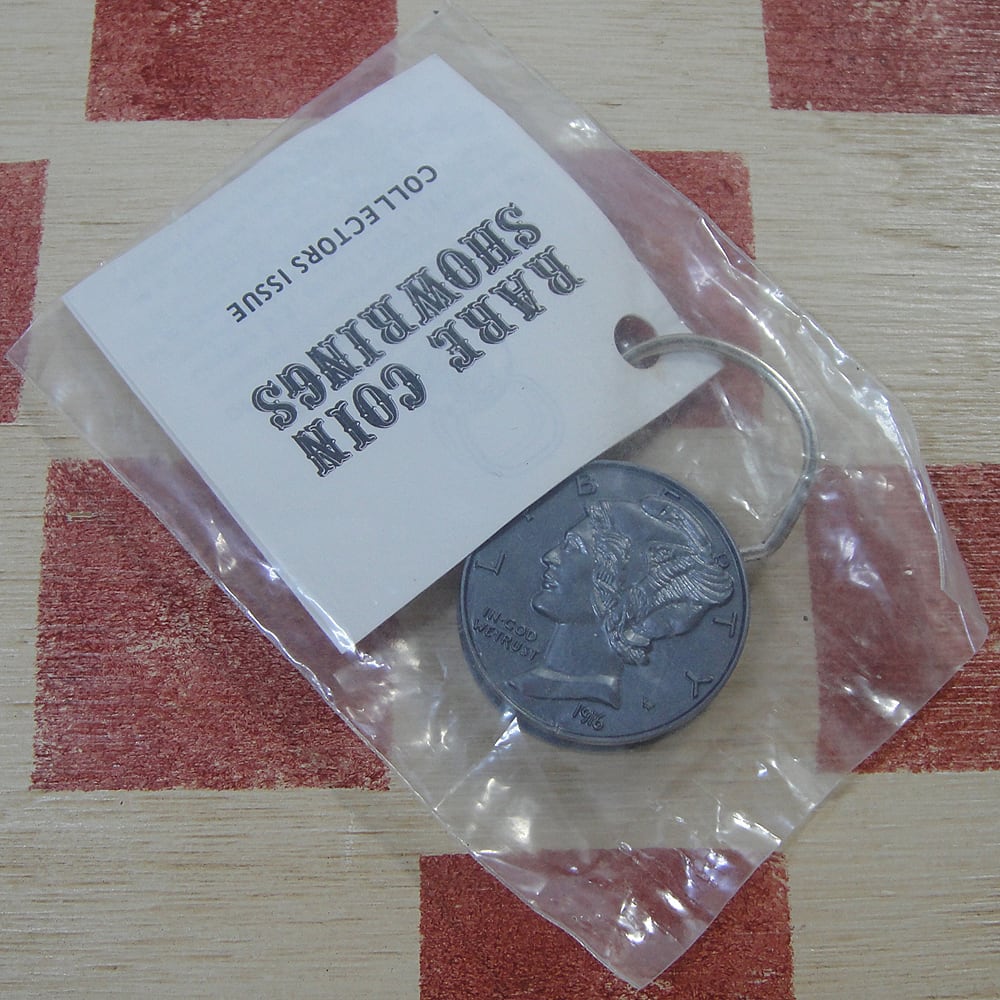 RARE COIN
SHOWRINGS
COLLECTORS ISSUE
LIBERTY
IN·GOD
WE·TRUST
1916